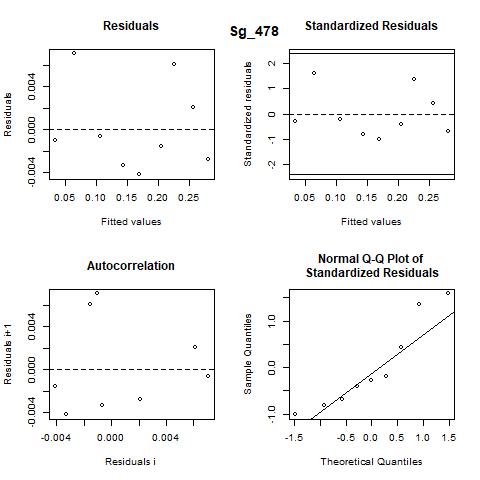 Sg_478
Residuals
Residuals
-0.004
0.000
0.004
0.05
0.10
0.15
0.20
0.25
Fitted values
Standardized Residuals
Standardized residuals
-2
-1
0
1
2
0.05
0.10
0.15
0.20
0.25
Fitted values
Autocorrelation
Residuals i+1
-0.004
0.000
0.004
-0.004
0.000
0.004
Residuals i
Normal Q-Q Plot of
Standardized Residuals
Sample Quantiles
-1.0
0.0
1.0
-1.5
-0.5
0.0
0.5
1.0
1.5
Theoretical Quantiles